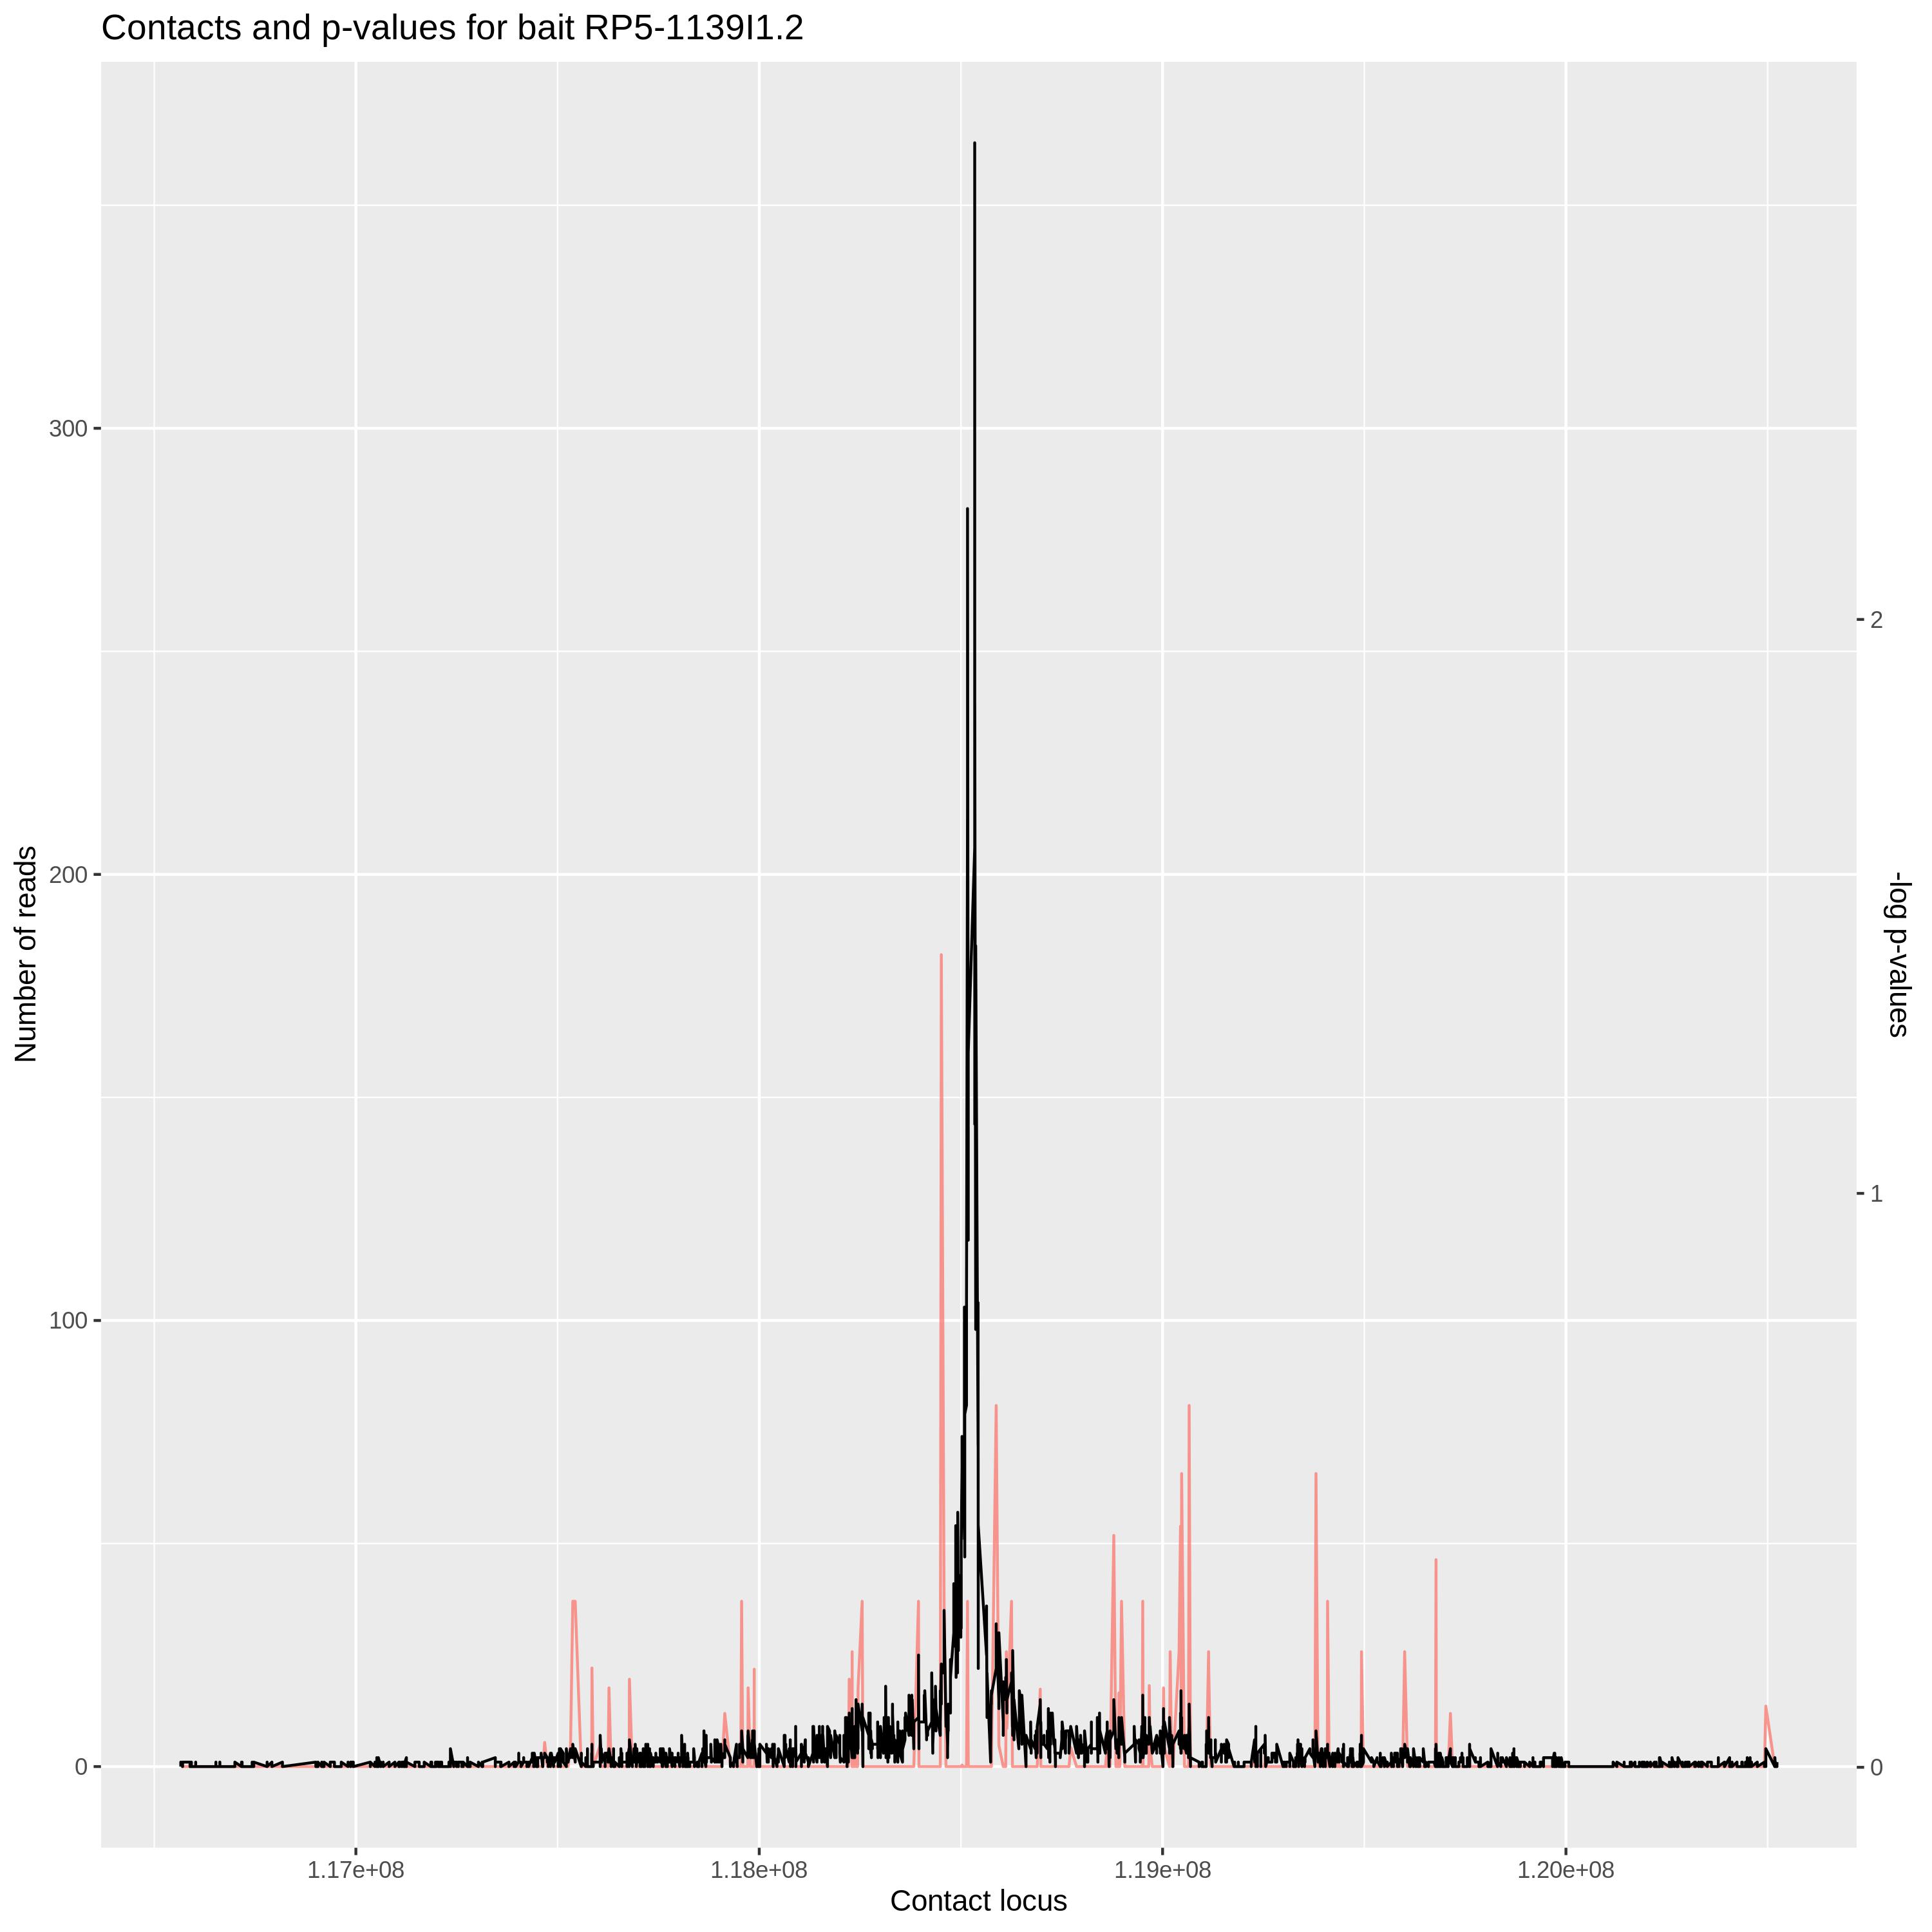 Contacts and p-values for bait RP5-1139I1.2
Number of reads
300
200
100
0
2
1
0
-log p-values
1.17e+08
1.18e+08
1.19e+08
1.20e+08
Contact locus